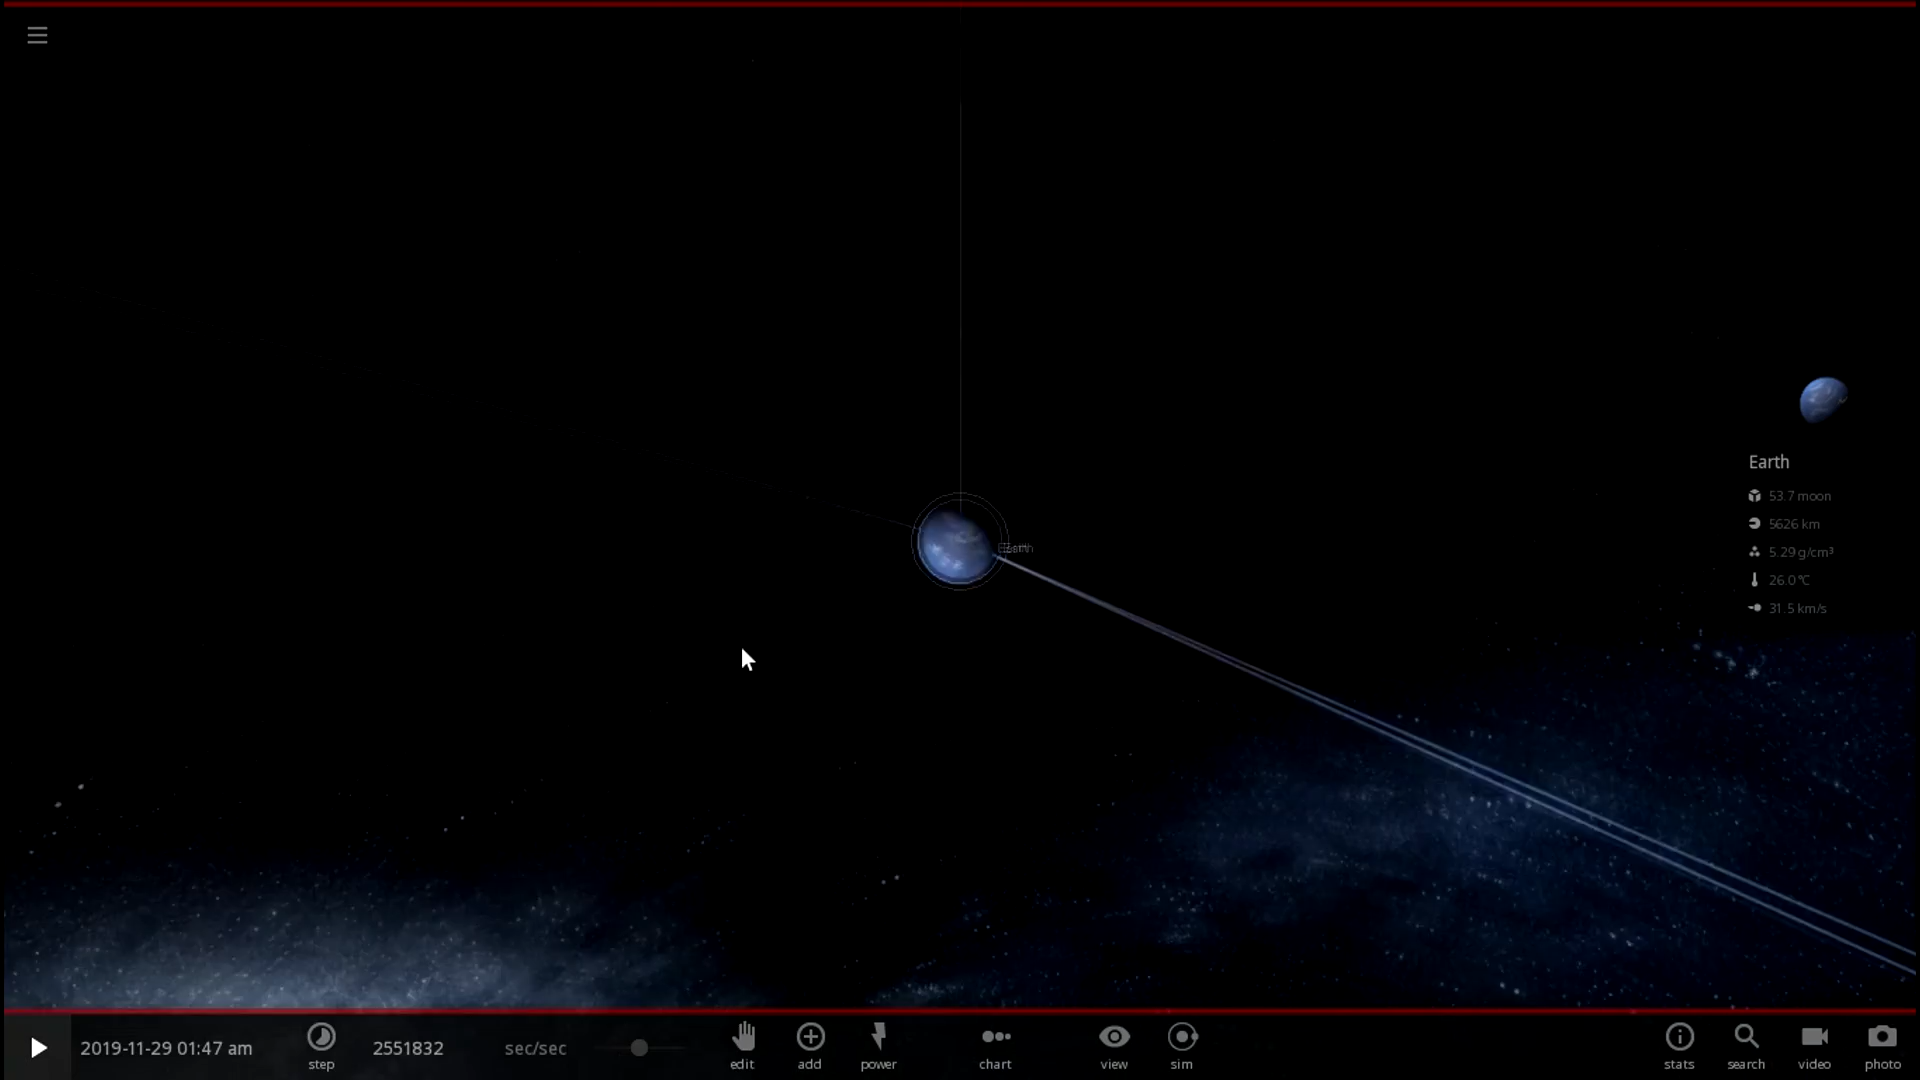 Earth
Earth
53.7 moon
5626 km
5.29 g/cm³
26.0 °C
31.5 km/s
2019-11-29 01:47 am
step
2551832
sec/sec
edit
add
power
chart
view
sim
stats
search
video
photo